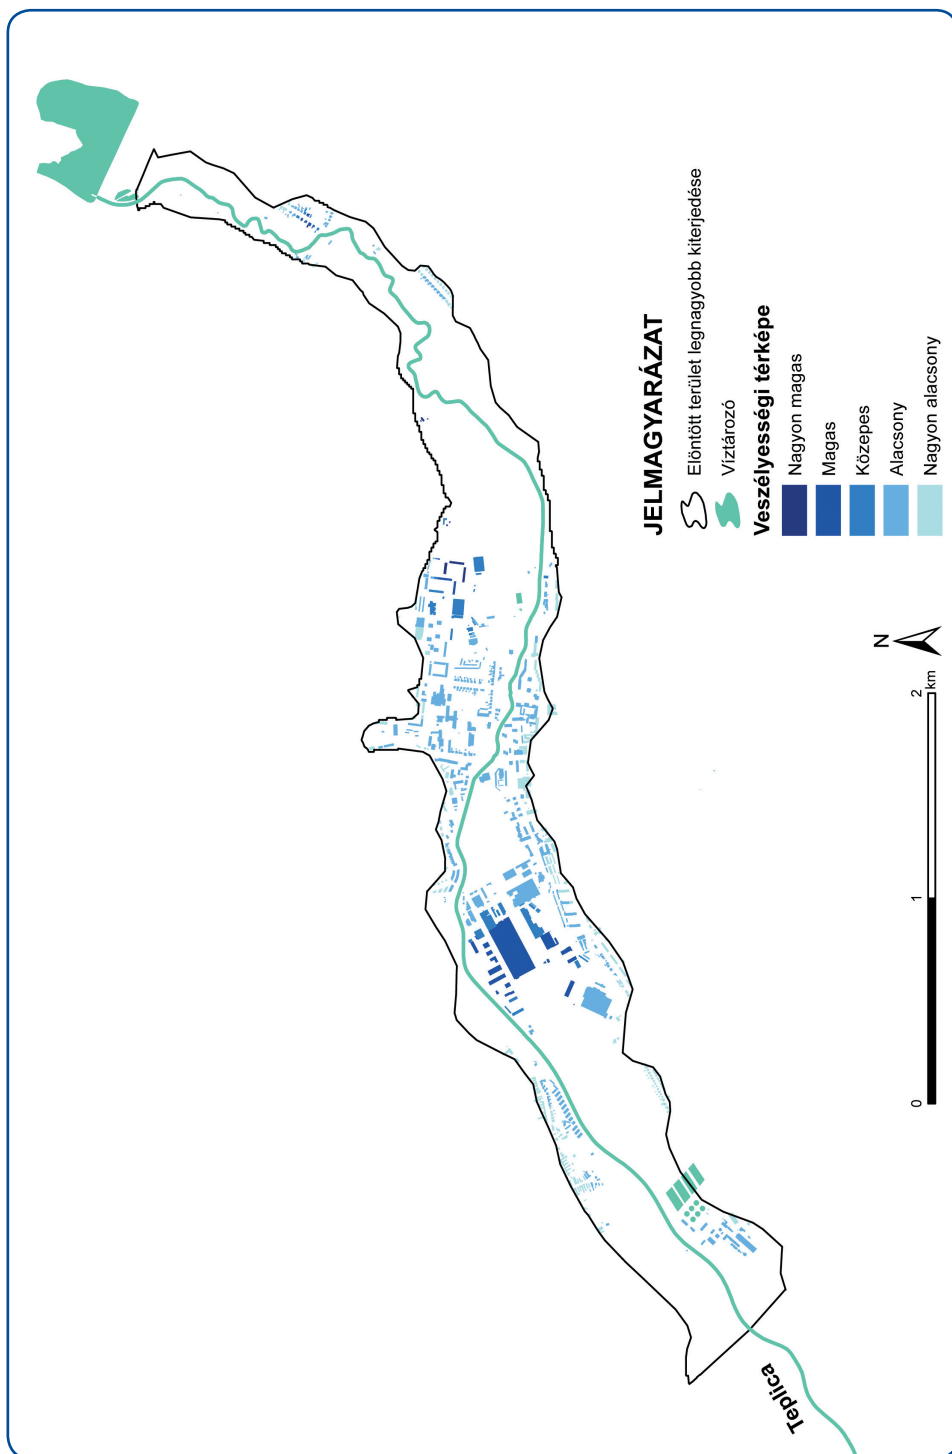 JELMAGYARÁZAT
Elöntött terület legnagyobb kiterjedése
Víztározó
Veszélyességi térképe
Nagyon magas
Magas
Közepes
Alacsony
Nagyon alacsony
N
0 1 2 km
Teplica